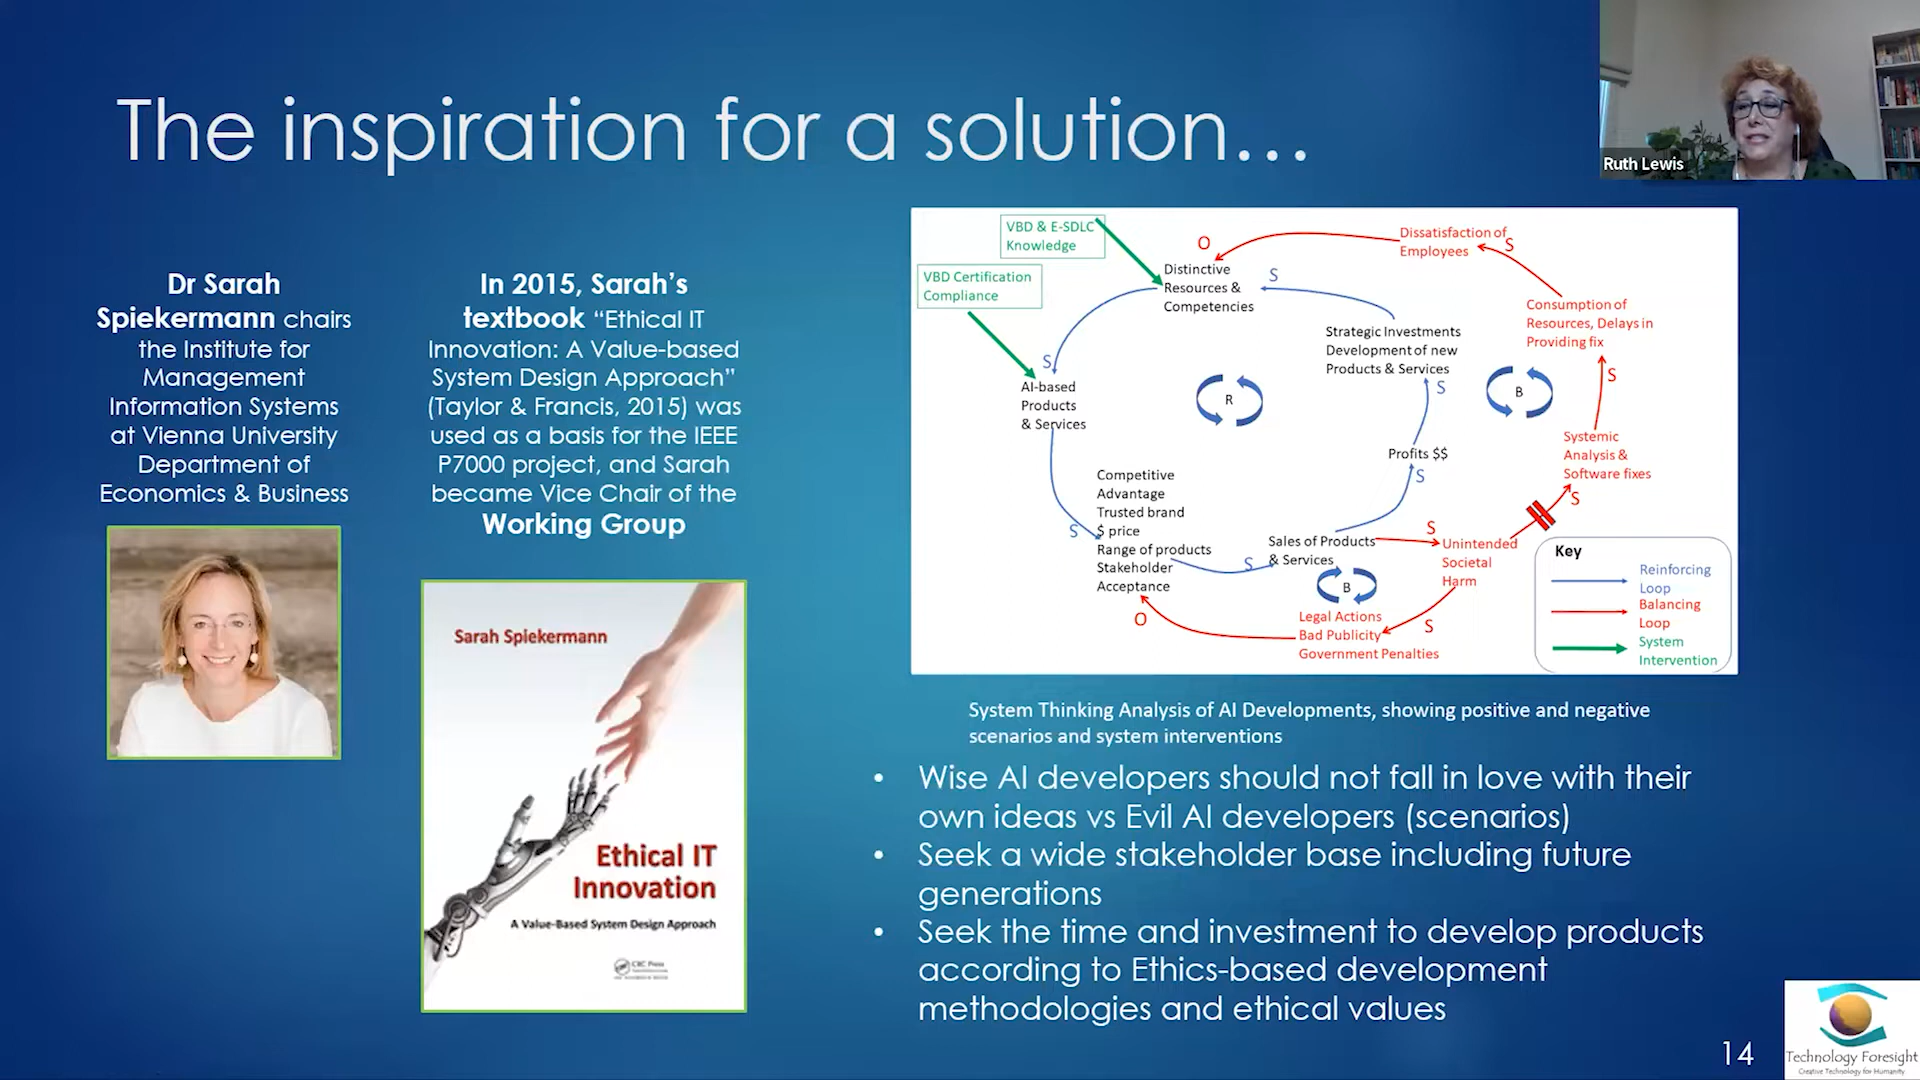 The inspiration for a solution...
Ruth Lewis
Dr Sarah
Spiekermann chairs
the Institute for
Management
Information Systems
at Vienna University
Department of
Economics & Business
In 2015, Sarah's
textbook “Ethical IT
Innovation: A Value-based
System Design Approach”
(Taylor & Francis, 2015) was
used as a basis for the IEEE
P7000 project, and Sarah
became Vice Chair of the
Working Group
Sarah Spiekermann
Ethical IT
Innovation
A Value-Based System Design Approach
CRC Press
VBD & E-SDLC
Knowledge
VBD Certification
Compliance
O
Distinctive
Resources &
Competencies
S
Dissatisfaction of
Employees
S
Consumption of
Resources, Delays in
Providing fix
S
Strategic Investments
Development of new
Products & Services
S
S
AI-based
Products
& Services
R
B
Systemic
Analysis &
Software fixes
S
Profits $$
S
Competitive
Advantage
Trusted brand
$ price
Range of products
Stakeholder
Acceptance
S
S
Sales of Products
& Services
S
Unintended
Societal
Harm
B
O
Legal Actions
Bad Publicity
Government Penalties
S
Key
Reinforcing
Loop
Balancing
Loop
System
Intervention
System Thinking Analysis of AI Developments, showing positive and negative
scenarios and system interventions
• Wise AI developers should not fall in love with their
own ideas vs Evil AI developers (scenarios)
• Seek a wide stakeholder base including future
generations
• Seek the time and investment to develop products
according to Ethics-based development
methodologies and ethical values
14
Technology Foresight
Creative Technology for Humanity